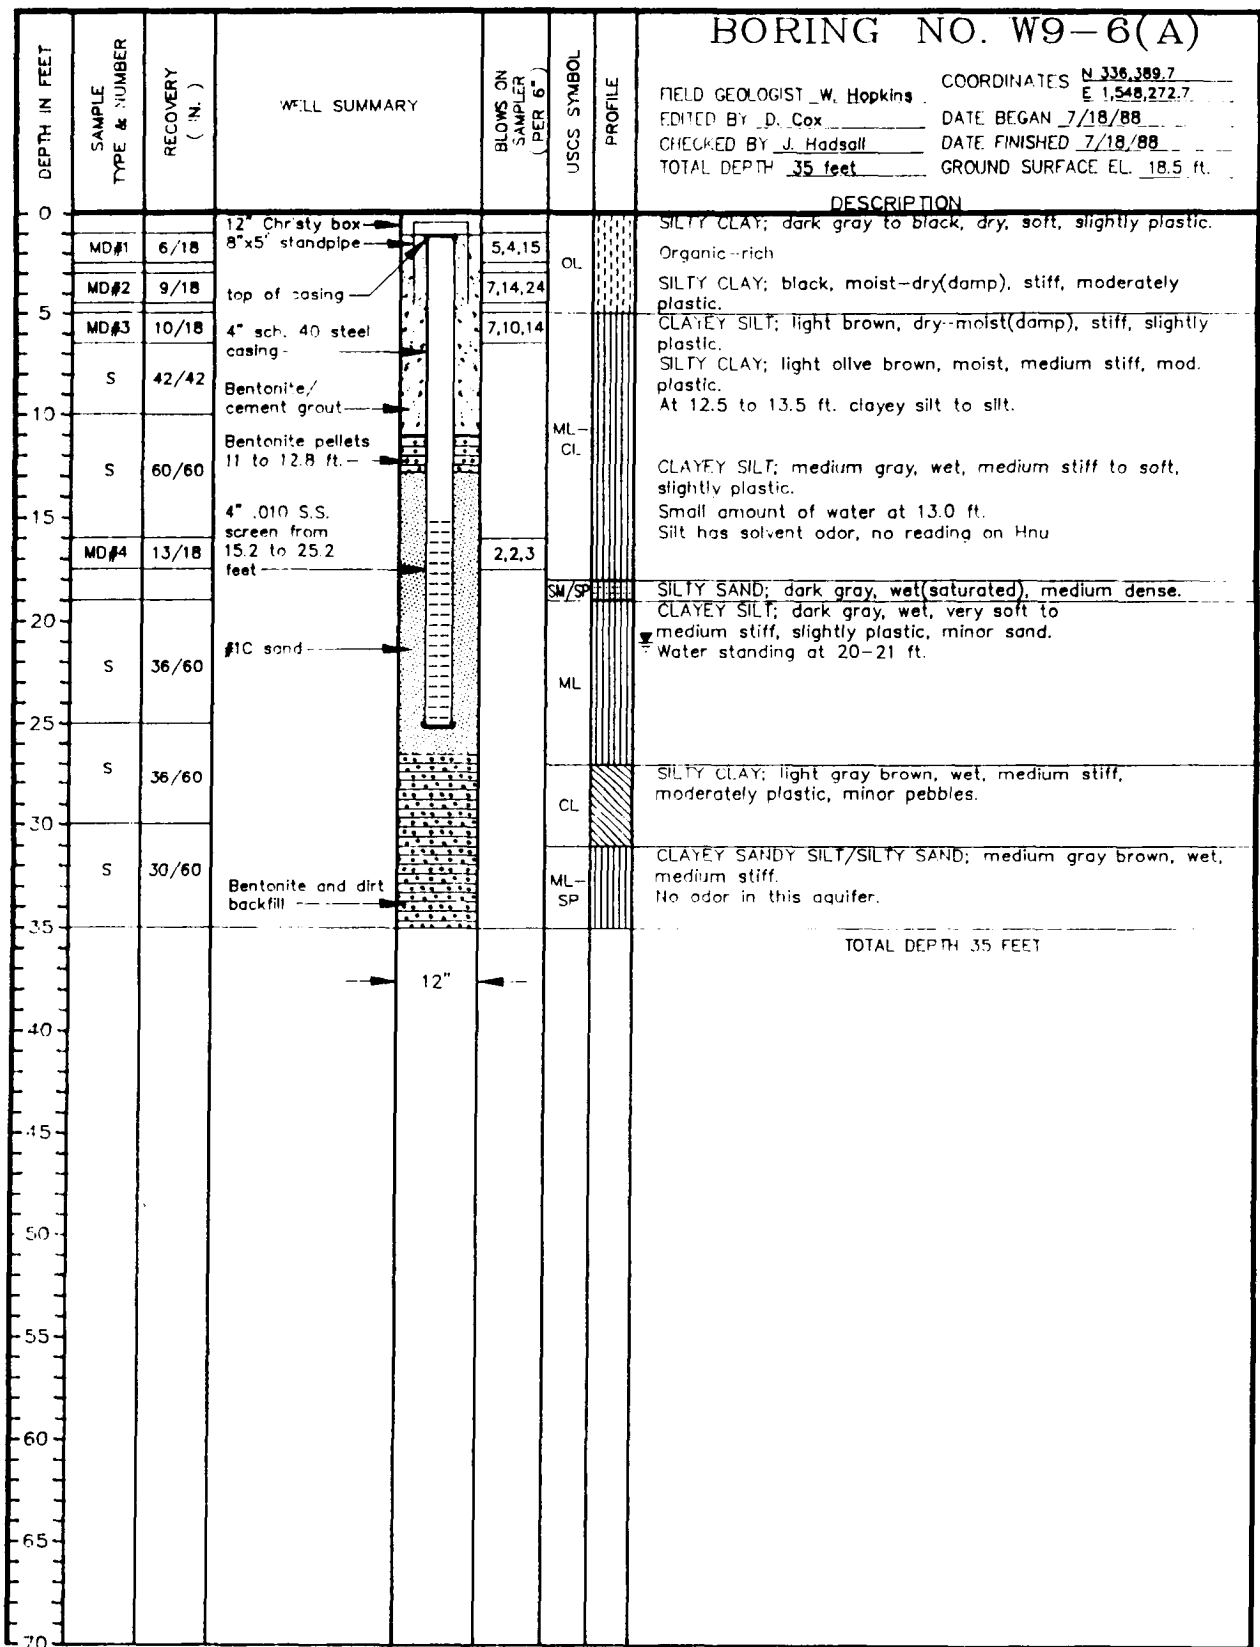 BORING NO. W9-6(A)
FIELD GEOLOGIST W. Hopkins
COORDINATES N 336,389.7
E 1,548,272.7
EDITED BY D. Cox
DATE BEGAN 7/18/88
CHECKED BY J. Hadsall
DATE FINISHED 7/18/88
TOTAL DEPTH 35 feet
GROUND SURFACE EL. 18.5 ft.
DEPTH IN FEET
SAMPLE
TYPE & NUMBER
RECOVERY
(IN.)
WELL SUMMARY
BLOWS ON
SAMPLER
(PER 6")
USCS SYMBOL
PROFILE
DESCRIPTION
0
5
10
15
20
25
30
35
40
45
50
55
60
65
70
MD#1
MD#2
MD#3
S
S
MD#4
S
S
S
6/18
9/18
10/18
42/42
60/60
13/18
36/60
36/60
30/60
12" Christy box
8"x5' standpipe
top of casing
4" sch. 40 steel
casing
Bentonite/
cement grout
Bentonite pellets
11 to 12.8 ft.
4" .010 S.S.
screen from
15.2 to 25.2
feet
#1C sand
Bentonite and dirt
backfill
12"
5,4,15
7,14,24
7,10,14
2,2,3
OL
ML-
CL
SM/SP
ML
CL
ML-
SP
SILTY CLAY; dark gray to black, dry, soft, slightly plastic.
Organic-rich
SILTY CLAY; black, moist-dry(damp), stiff, moderately
plastic.
CLAYEY SILT; light brown, dry-moist(damp), stiff, slightly
plastic.
SILTY CLAY; light olive brown, moist, medium stiff, mod.
plastic.
At 12.5 to 13.5 ft. clayey silt to silt.
CLAYEY SILT; medium gray, wet, medium stiff to soft,
slightly plastic.
Small amount of water at 13.0 ft.
Silt has solvent odor, no reading on Hnu
SILTY SAND; dark gray, wet(saturated), medium dense.
CLAYEY SILT; dark gray, wet, very soft to
medium stiff, slightly plastic, minor sand.
Water standing at 20-21 ft.
SILTY CLAY; light gray brown, wet, medium stiff,
moderately plastic, minor pebbles.
CLAYEY SANDY SILT/SILTY SAND; medium gray brown, wet,
medium stiff.
No odor in this aquifer.
TOTAL DEPTH 35 FEET